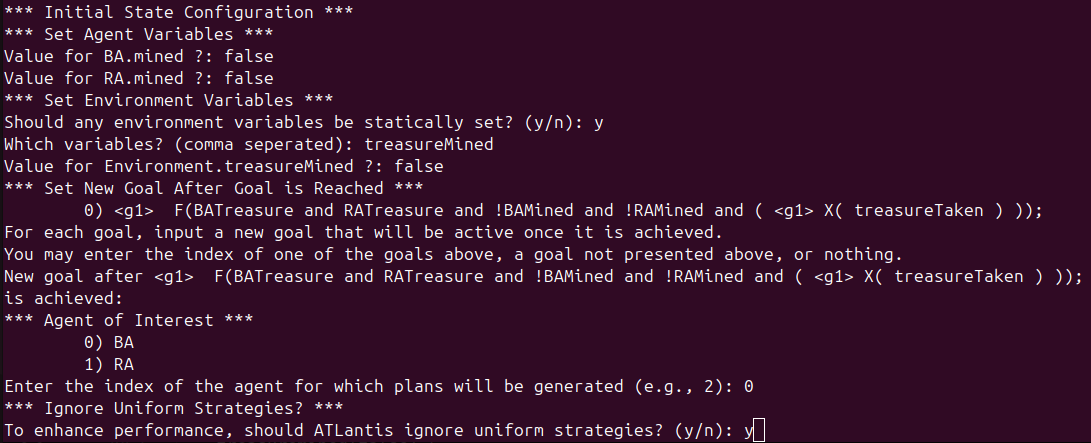 *** Initial State Configuration ***
*** Set Agent Variables ***
Value for BA.mined ?: false
Value for RA.mined ?: false
*** Set Environment Variables ***
Should any environment variables be statically set? (y/n): y
Which variables? (comma seperated): treasureMined
Value for Environment.treasureMined ?: false
*** Set New Goal After Goal is Reached ***
0) <g1>  F(BATreasure and RATreasure and !BAMined and !RAMined and ( <g1> X( treasureTaken ) ));
For each goal, input a new goal that will be active once it is achieved.
You may enter the index of one of the goals above, a goal not presented above, or nothing.
New goal after <g1>  F(BATreasure and RATreasure and !BAMined and !RAMined and ( <g1> X( treasureTaken ) ));
is achieved:
*** Agent of Interest ***
0) BA
1) RA
Enter the index of the agent for which plans will be generated (e.g., 2): 0
*** Ignore Uniform Strategies? ***
To enhance performance, should ATLantis ignore uniform strategies? (y/n): y